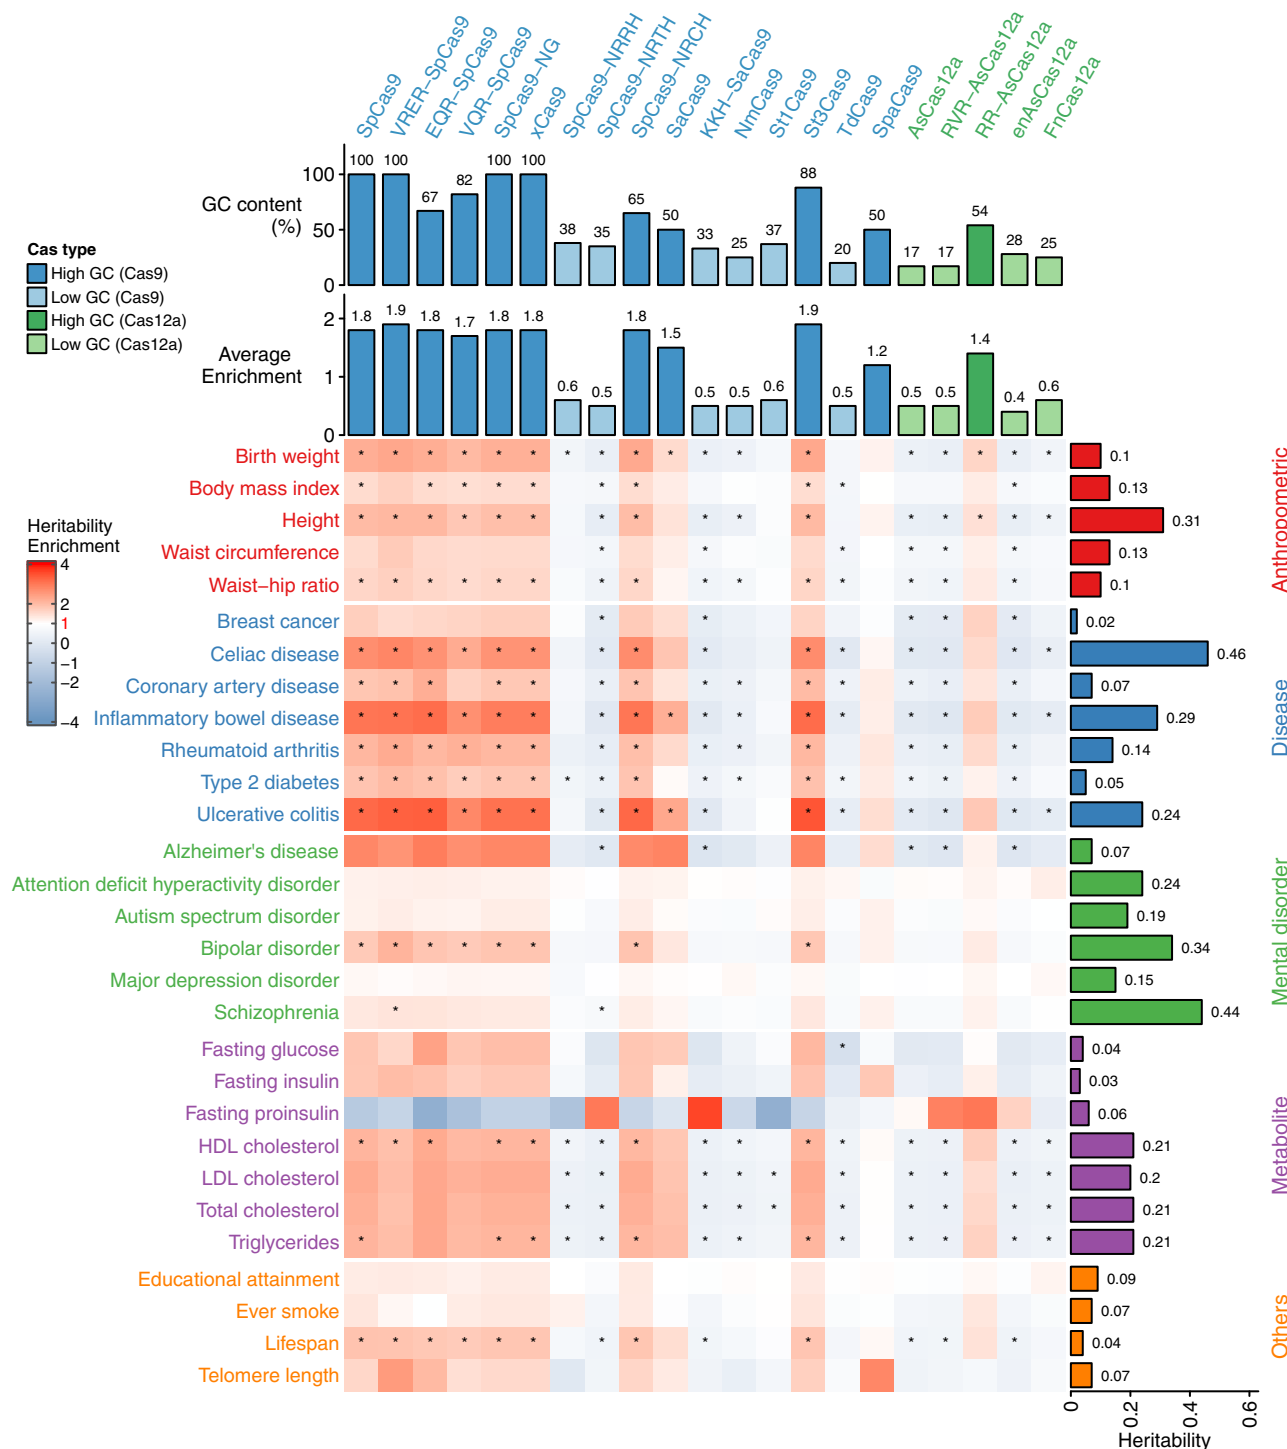 SpCas9
VRER−SpCas9
EQR−SpCas9
VQR−SpCas9
SpCas9−NG
xCas9
SpCas9−NRRH
SpCas9−NRTH
SpCas9−NRCH
SaCas9
KKH−SaCas9
NmCas9
St1Cas9
St3Cas9
TdCas9
SpaCas9
AsCas12a
RVR−AsCas12a
RR−AsCas12a
enAsCas12a
FnCas12a
GC content
(%)
100
50
0
100 100 67 82 100 100 38 35 65 50 33 25 37 88 20 50 17 17 54 28 25
Cas type
High GC (Cas9)
Low GC (Cas9)
High GC (Cas12a)
Low GC (Cas12a)
Average
Enrichment
2
1
0
1.8 1.9 1.8 1.7 1.8 1.8 0.6 0.5 1.8 1.5 0.5 0.5 0.6 1.9 0.5 1.2 0.5 0.5 1.4 0.4 0.6
Heritability
Enrichment
4
2
1
0
−1
−2
−4
Birth weight * * * * * * * * * * * * * * * * * * 0.1
Body mass index * * * * * * * * * * 0.13
Height * * * * * * * * * * * * * * * * 0.31
Waist circumference * * * * * * 0.13
Waist−hip ratio * * * * * * * * * * * * * * * 0.1
Anthropometric
Breast cancer * * * * * 0.02
Celiac disease * * * * * * * * * * * * * * * 0.46
Coronary artery disease * * * * * * * * * * * * * * 0.07
Inflammatory bowel disease * * * * * * * * * * * * * * * * * 0.29
Rheumatoid arthritis * * * * * * * * * * * * * * * 0.14
Type 2 diabetes * * * * * * * * * * * * * * * * 0.05
Ulcerative colitis * * * * * * * * * * * * * * * * 0.24
Disease
Alzheimer's disease * * * * * 0.07
Attention deficit hyperactivity disorder 0.24
Autism spectrum disorder 0.19
Bipolar disorder * * * * * * * * 0.34
Major depression disorder 0.15
Schizophrenia * * 0.44
Mental disorder
Fasting glucose * 0.04
Fasting insulin 0.03
Fasting proinsulin 0.06
HDL cholesterol * * * * * * * * * * * * * * * * 0.21
LDL cholesterol * * * * * * * * * * 0.2
Total cholesterol * * * * * * * * * * 0.21
Triglycerides * * * * * * * * * * * * * * 0.21
Metabolite
Educational attainment 0.09
Ever smoke 0.07
Lifespan * * * * * * * * * * * * * 0.04
Telomere length 0.07
Others
0
0.2
0.4
0.6
Heritability